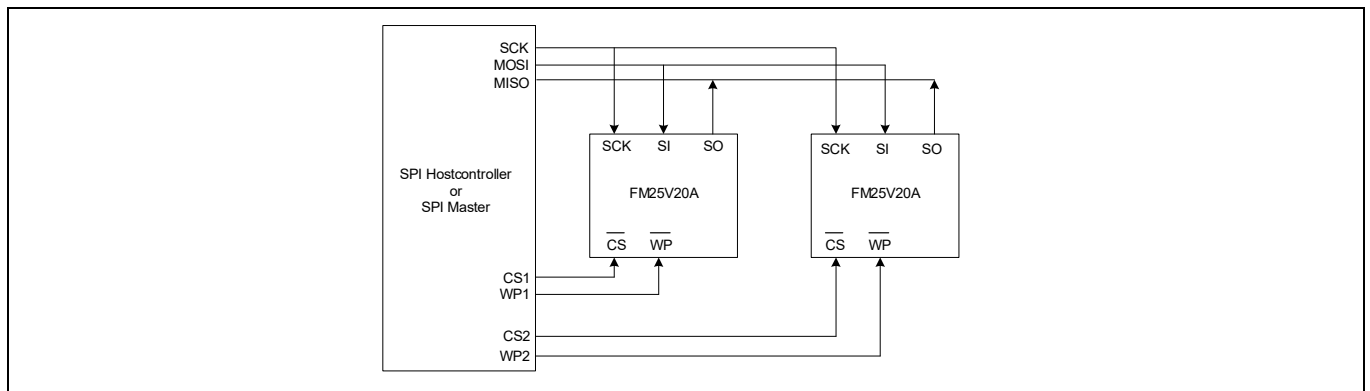 SCK
MOSI
MISO
SPI Hostcontroller
or
SPI Master
CS1
WP1
CS2
WP2
SCK SI SO
FM25V20A
CS WP
SCK SI SO
FM25V20A
CS WP